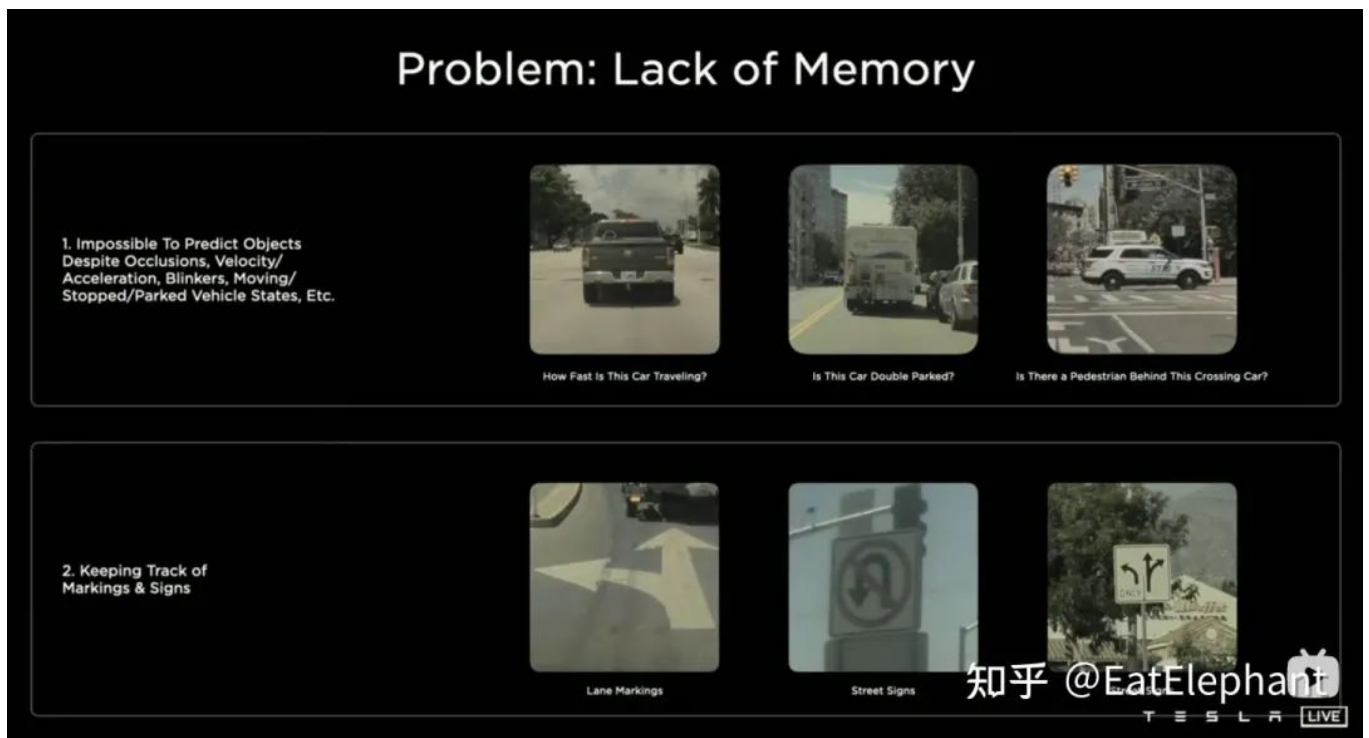 Problem: Lack of Memory
1. Impossible To Predict Objects
Despite Occlusions, Velocity/
Acceleration, Blinkers, Moving/
Stopped/Parked Vehicle States, Etc.
How Fast Is This Car Traveling?
Is This Car Double Parked?
Is There a Pedestrian Behind This Crossing Car?
2. Keeping Track of
Markings & Signs
ONLY
Buffet
Lane Markings
Street Signs
知乎 @EatElephant
TESLA LIVE